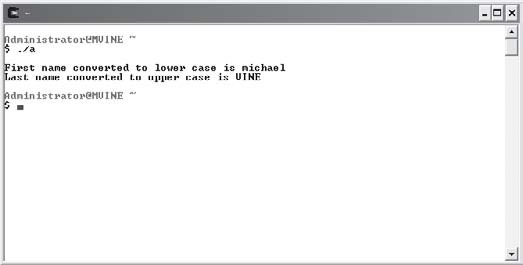 ~
Administrator@MVINE ~
$ ./a
First name converted to lower case is michael
Last name converted to upper case is VINE
Administrator@MVINE ~
$